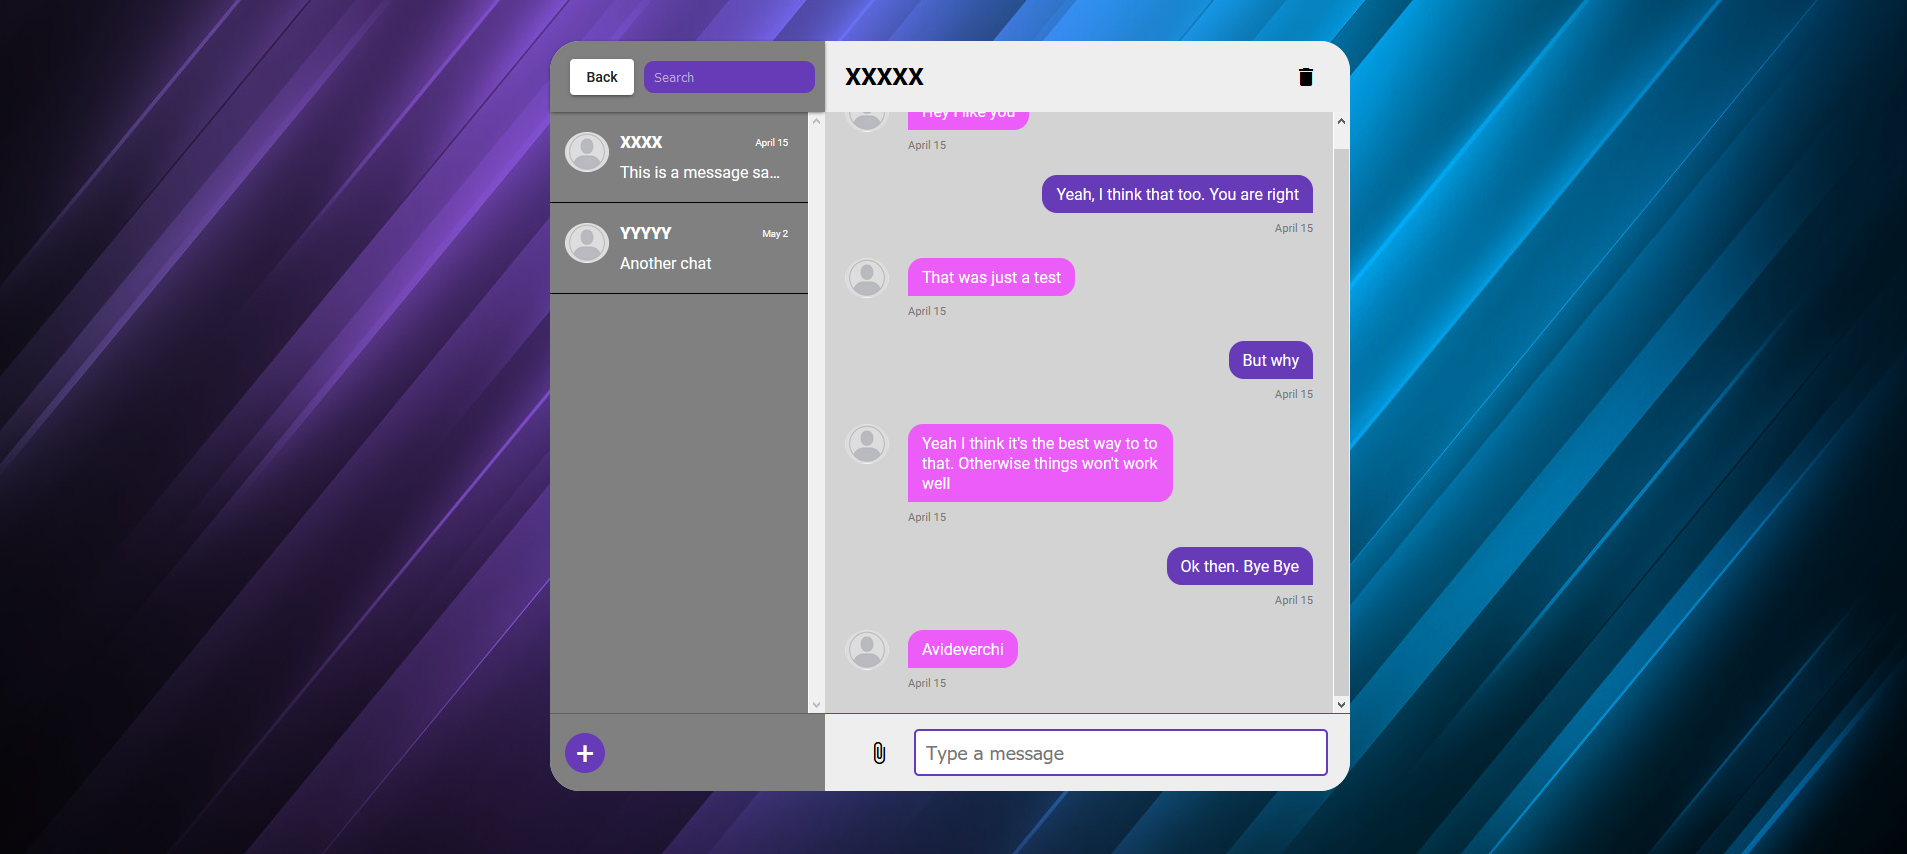 Back
Search
XXXX
April 15
This is a message sa...
YYYYY
May 2
Another chat
XXXXX
Hey I like you
April 15
Yeah, I think that too. You are right
April 15
That was just a test
April 15
But why
April 15
Yeah I think it's the best way to to
that. Otherwise things won't work
well
April 15
Ok then. Bye Bye
April 15
Avideverchi
April 15
Type a message